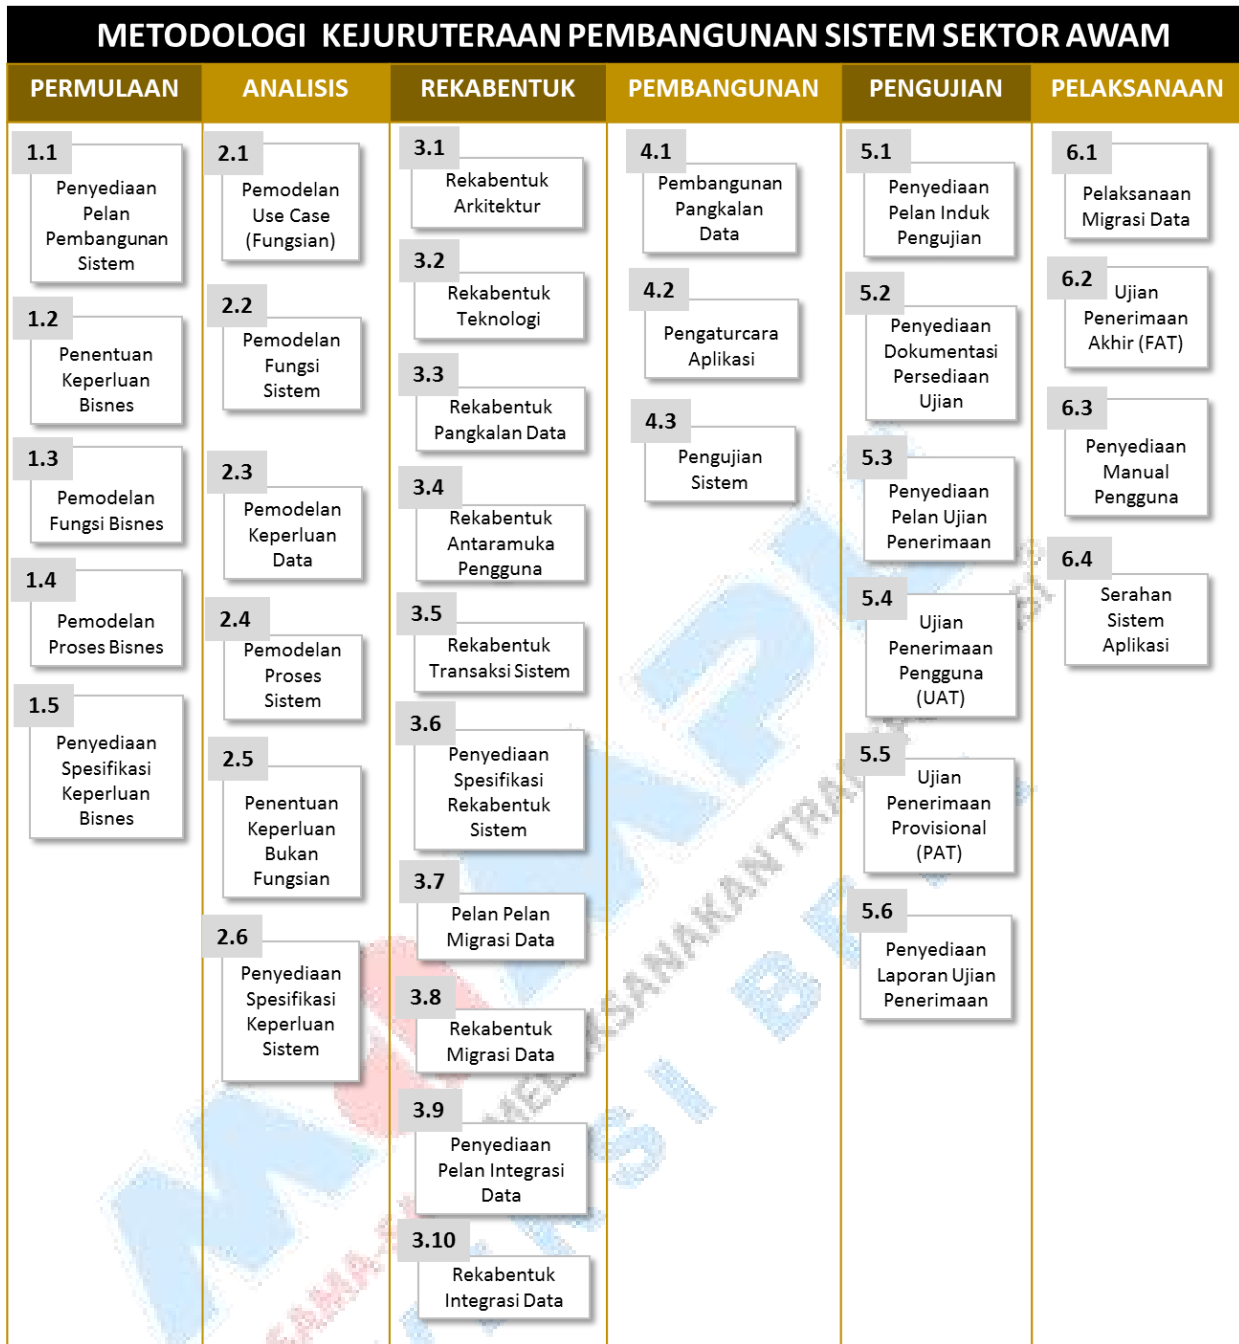 METODOLOGI KEJURUTERAAN PEMBANGUNAN SISTEM SEKTOR AWAM
PERMULAAN
1.1
Penyediaan
Pelan
Pembangunan
Sistem
1.2
Penentuan
Keperluan
Bisnes
1.3
Pemodelan
Fungsi Bisnes
1.4
Pemodelan
Proses Bisnes
1.5
Penyediaan
Spesifikasi
Keperluan
Bisnes
ANALISIS
2.1
Pemodelan
Use Case
(Fungsian)
2.2
Pemodelan
Fungsi
Sistem
2.3
Pemodelan
Keperluan
Data
2.4
Pemodelan
Proses
Sistem
2.5
Penentuan
Keperluan
Bukan
Fungsian
2.6
Penyediaan
Spesifikasi
Keperluan
Sistem
REKABENTUK
3.1
Rekabentuk
Arkitektur
3.2
Rekabentuk
Teknologi
3.3
Rekabentuk
Pangkalan Data
3.4
Rekabentuk
Antaramuka
Pengguna
3.5
Rekabentuk
Transaksi Sistem
3.6
Penyediaan
Spesifikasi
Rekabentuk
Sistem
3.7
Pelan Pelan
Migrasi Data
3.8
Rekabentuk
Migrasi Data
3.9
Penyediaan
Pelan Integrasi
Data
3.10
Rekabentuk
Integrasi Data
PEMBANGUNAN
4.1
Pembangunan
Pangkalan
Data
4.2
Pengaturcara
Aplikasi
4.3
Pengujian
Sistem
PENGUJIAN
5.1
Penyediaan
Pelan Induk
Pengujian
5.2
Penyediaan
Dokumentasi
Persediaan
Ujian
5.3
Penyediaan
Pelan Ujian
Penerimaan
5.4
Ujian
Penerimaan
Pengguna
(UAT)
5.5
Ujian
Penerimaan
Provisional
(PAT)
5.6
Penyediaan
Laporan Ujian
Penerimaan
PELAKSANAAN
6.1
Pelaksanaan
Migrasi Data
6.2
Ujian
Penerimaan
Akhir (FAT)
6.3
Penyediaan
Manual
Pengguna
6.4
Serahan
Sistem
Aplikasi